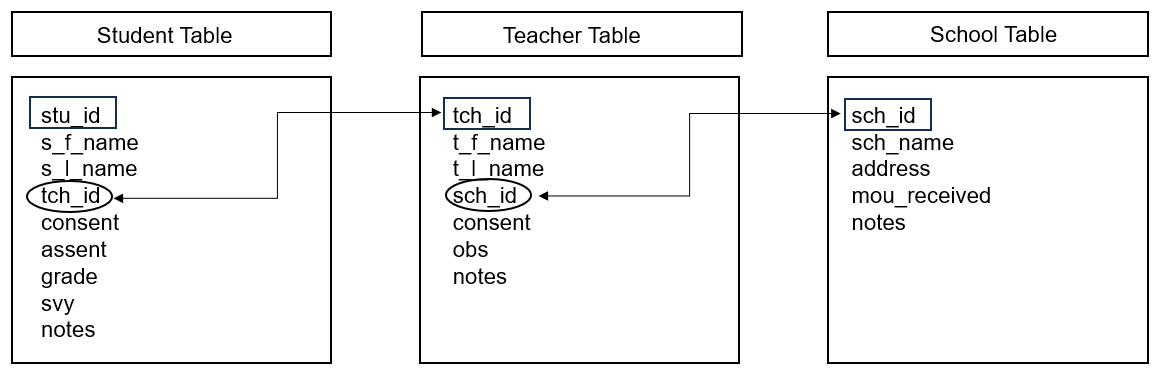 Student Table
stu_id
s_f_name
s_l_name
tch_id
consent
assent
grade
svy
notes
Teacher Table
tch_id
t_f_name
t_l_name
sch_id
consent
obs
notes
School Table
sch_id
sch_name
address
mou_received
notes